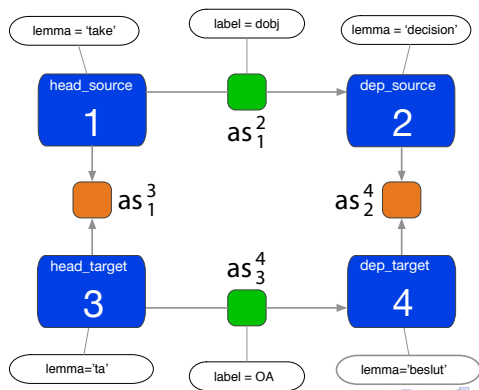 lemma = ‘take’
label = dobj
lemma = ‘decision’
head_source
1
dep_source
2
as 2 1
as 3 1
as 4 2
head_target
3
as 4 3
dep_target
4
lemma=’ta’
label = OA
lemma=’beslut’